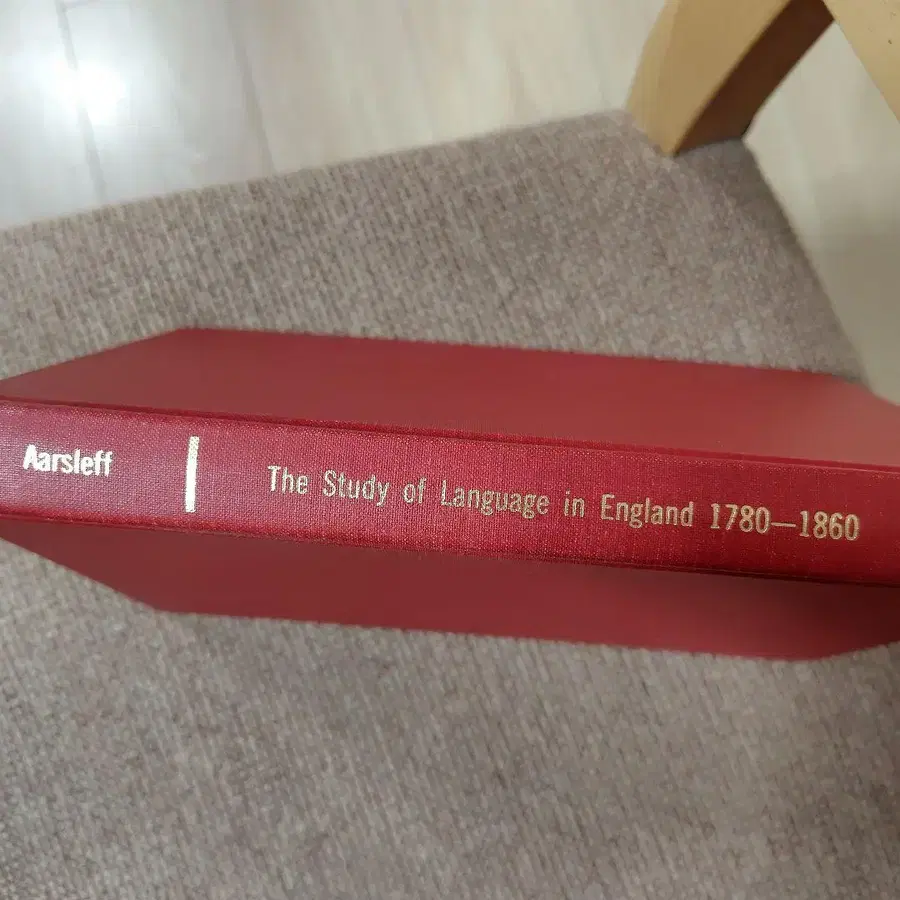 Aarsleff
The Study of Language in England 1780—1860